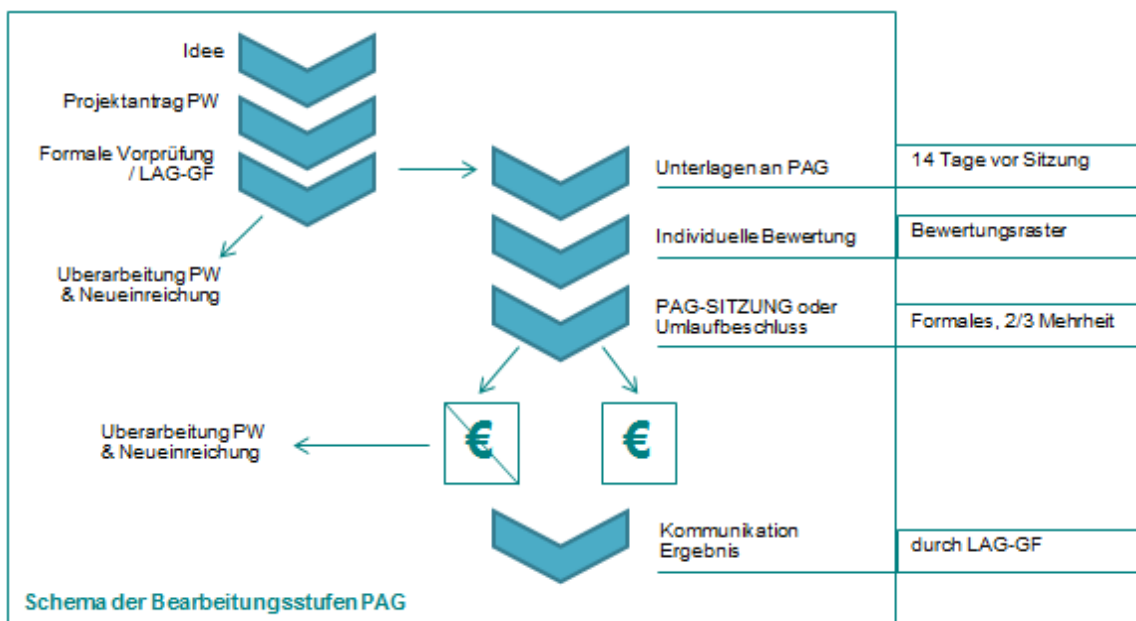 Idee
Projektantrag PW
Formale Vorprüfung
/ LAG-GF
Unterlagen an PAG
14 Tage vor Sitzung
Individuelle Bewertung
Bewertungsraster
Uberarbeitung PW
& Neueinreichung
PAG-SITZUNG oder
Umlaufbeschluss
Formales, 2/3 Mehrheit
€
€
Uberarbeitung PW
& Neueinreichung
Kommunikation
Ergebnis
durch LAG-GF
Schema der Bearbeitungsstufen PAG